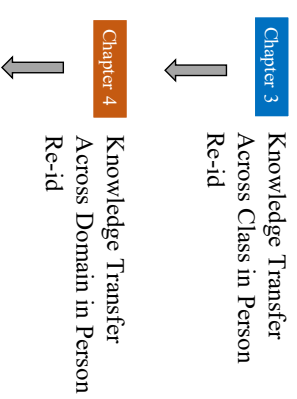 Chapter 3
Knowledge Transfer
Across Class in Person
Re-id
Chapter 4
Knowledge Transfer
Across Domain in Person
Re-id